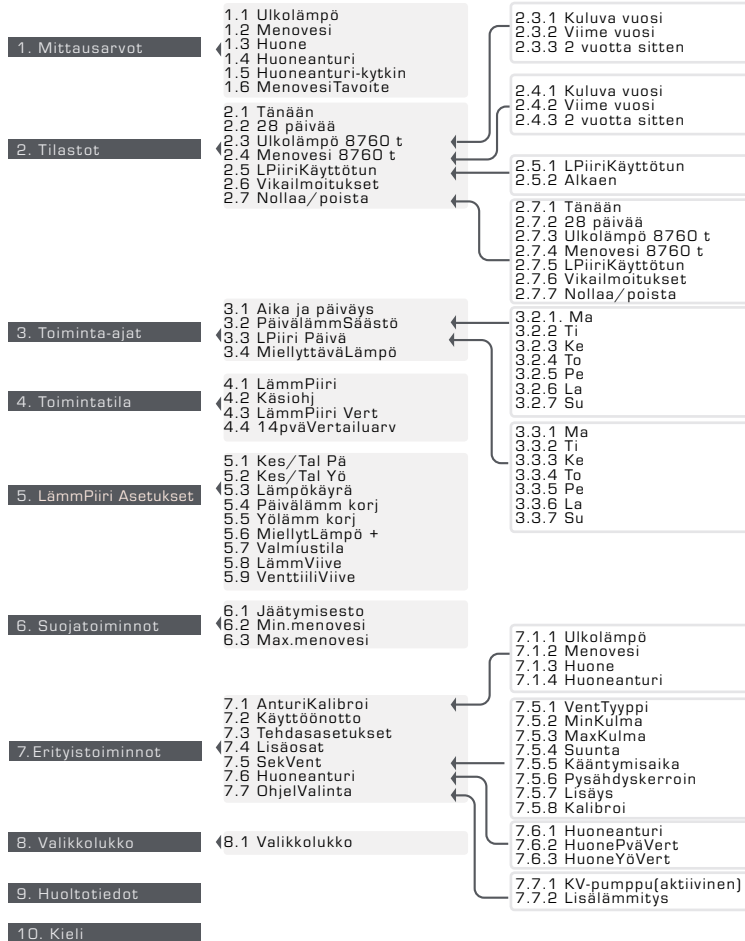 1. Mittausarvot
1.1 Ulkolämpö
1.2 Menovesi
1.3 Huone
1.4 Huoneanturi
1.5 Huoneanturi-kytkin
1.6 MenovesiTavoite
2. Tilastot
2.1 Tänään
2.2 28 päivää
2.3 Ulkolämpö 8760 t
2.4 Menovesi 8760 t
2.5 LPiiriKäyttötun
2.6 Vikailmoitukset
2.7 Nollaa/poista
2.3.1 Kuluva vuosi
2.3.2 Viime vuosi
2.3.3 2 vuotta sitten
2.4.1 Kuluva vuosi
2.4.2 Viime vuosi
2.4.3 2 vuotta sitten
2.5.1 LPiiriKäyttötun
2.5.2 Alkaen
2.7.1 Tänään
2.7.2 28 päivää
2.7.3 Ulkolämpö 8760 t
2.7.4 Menovesi 8760 t
2.7.5 LPiiriKäyttötun
2.7.6 Vikailmoitukset
2.7.7 Nollaa/poista
3. Toiminta-ajat
3.1 Aika ja päiväys
3.2 PäivälämmSäästö
3.3 LPiiri Päivä
3.4 MiellyttäväLämpö
3.2.1. Ma
3.2.2 Ti
3.2.3 Ke
3.2.4 To
3.2.5 Pe
3.2.6 La
3.2.7 Su
3.3.1 Ma
3.3.2 Ti
3.3.3 Ke
3.3.4 To
3.3.5 Pe
3.3.6 La
3.3.7 Su
4. Toimintatila
4.1 LämmPiiri
4.2 Käsiohj
4.3 LämmPiiri Vert
4.4 14pväVertailuarv
5. LämmPiiri Asetukset
5.1 Kes/Tal Pä
5.2 Kes/Tal Yö
5.3 Lämpökäyrä
5.4 Päivälämm korj
5.5 Yölämm korj
5.6 MiellytLämpö +
5.7 Valmiustila
5.8 LämmViive
5.9 VenttiiliViive
6. Suojatoiminnot
6.1 Jäätymisesto
6.2 Min.menovesi
6.3 Max.menovesi
7.Erityistoiminnot
7.1 AnturiKalibroi
7.2 Käyttöönotto
7.3 Tehdasasetukset
7.4 Lisäosat
7.5 SekVent
7.6 Huoneanturi
7.7 OhjelValinta
7.1.1 Ulkolämpö
7.1.2 Menovesi
7.1.3 Huone
7.1.4 Huoneanturi
7.5.1 VentTyyppi
7.5.2 MinKulma
7.5.3 MaxKulma
7.5.4 Suunta
7.5.5 Kääntymisaika
7.5.6 Pysähdyskerroin
7.5.7 Lisäys
7.5.8 Kalibroi
7.6.1 Huoneanturi
7.6.2 HuonePväVert
7.6.3 HuoneYöVert
7.7.1 KV-pumppu(aktiivinen)
7.7.2 Lisälämmitys
8. Valikkolukko
8.1 Valikkolukko
9. Huoltotiedot
10. Kieli